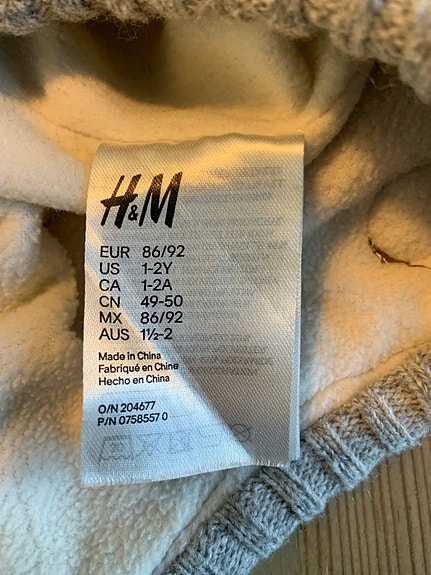 H&M
EUR 86/92
US 1-2Y
CA 1-2A
CN 49-50
MX 86/92
AUS 1½-2
Made in China
Fabriqué en Chine
Hecho en China
O/N 204677
P/N 0758557 0